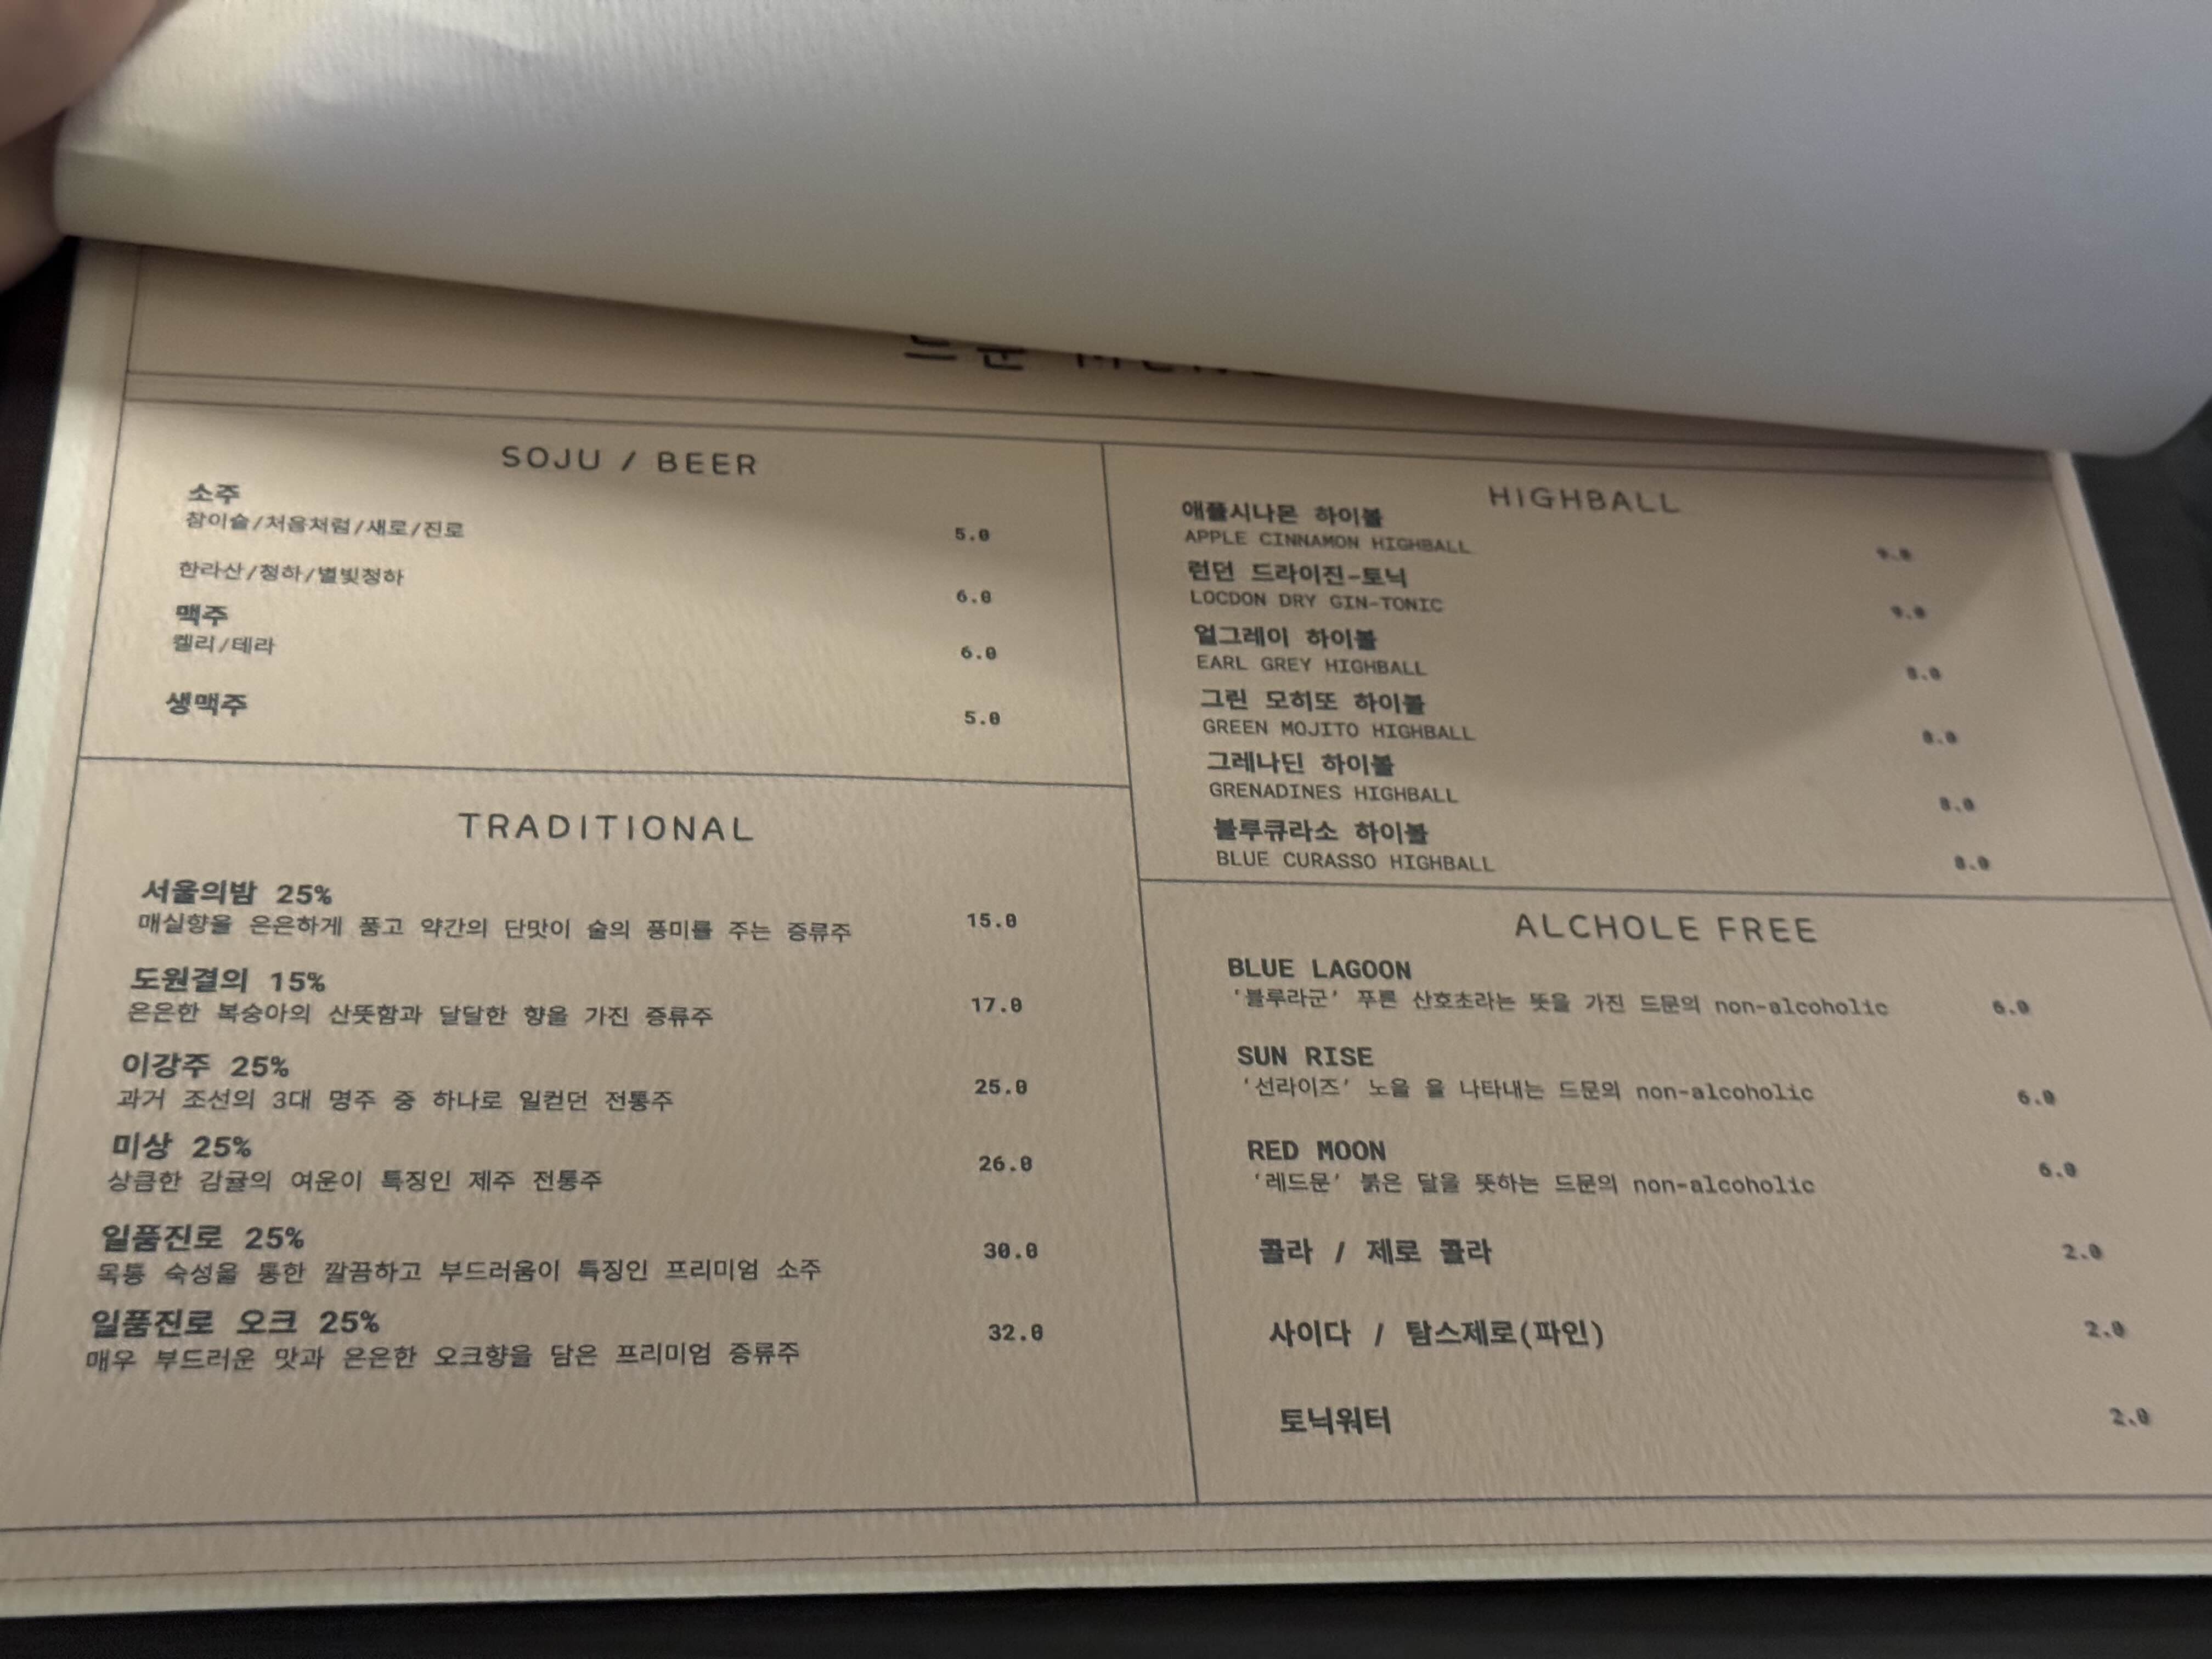 드문 MENU
SOJU / BEER
소주
참이슬/처음처럼/새로/진로 5.0
한라산/청하/별빛청하 6.0
맥주
켈리/테라 6.0
생맥주 5.0
TRADITIONAL
서울의밤 25%
매실향을 은은하게 품고 약간의 단맛이 술의 풍미를 주는 증류주 15.0
도원결의 15%
은은한 복숭아의 산뜻함과 달달한 향을 가진 증류주 17.0
이강주 25%
과거 조선의 3대 명주 중 하나로 일컫던 전통주 25.0
미상 25%
상큼한 감귤의 여운이 특징인 제주 전통주 26.0
일품진로 25%
목통 숙성을 통한 깔끔하고 부드러움이 특징인 프리미엄 소주 30.0
일품진로 오크 25%
매우 부드러운 맛과 은은한 오크향을 담은 프리미엄 증류주 32.0
HIGHBALL
애플시나몬 하이볼
APPLE CINNAMON HIGHBALL 9.0
런던 드라이진-토닉
LOCDON DRY GIN-TONIC 9.0
얼그레이 하이볼
EARL GREY HIGHBALL 8.0
그린 모히또 하이볼
GREEN MOJITO HIGHBALL 8.0
그레나딘 하이볼
GRENADINES HIGHBALL 8.0
블루큐라소 하이볼
BLUE CURASSO HIGHBALL 8.0
ALCHOLE FREE
BLUE LAGOON
'블루라군' 푸른 산호초라는 뜻을 가진 드문의 non-alcoholic 6.0
SUN RISE
'선라이즈' 노을 을 나타내는 드문의 non-alcoholic 6.0
RED MOON
'레드문' 붉은 달을 뜻하는 드문의 non-alcoholic 6.0
콜라 / 제로 콜라 2.0
사이다 / 탐스제로(파인) 2.0
토닉워터 2.0